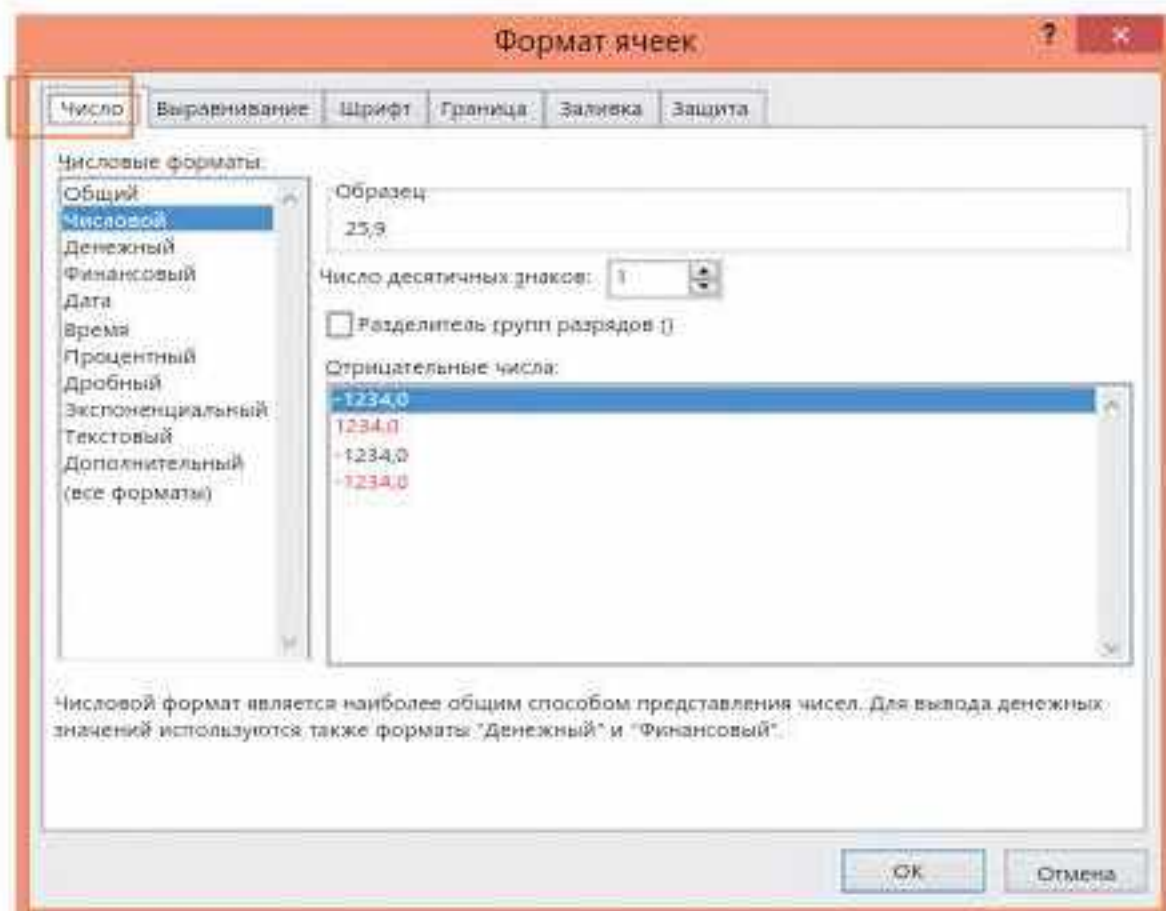 Формат ячеек
Число Выравнивание Шрифт Граница Заливка Защита
Числовые форматы:
Общий
Числовой
Денежный
Финансовый
Дата
Время
Процентный
Дробный
Экспоненциальный
Текстовый
Дополнительный
(все форматы)
Образец
25,9
Число десятичных знаков: 1
Разделитель групп разрядов ()
Отрицательные числа:
-1234,0
1234,0
-1234,0
-1234,0
Числовой формат является наиболее общим способом представления чисел. Для вывода денежных
значений используются также форматы "Денежный" и "Финансовый".
ОК Отмена